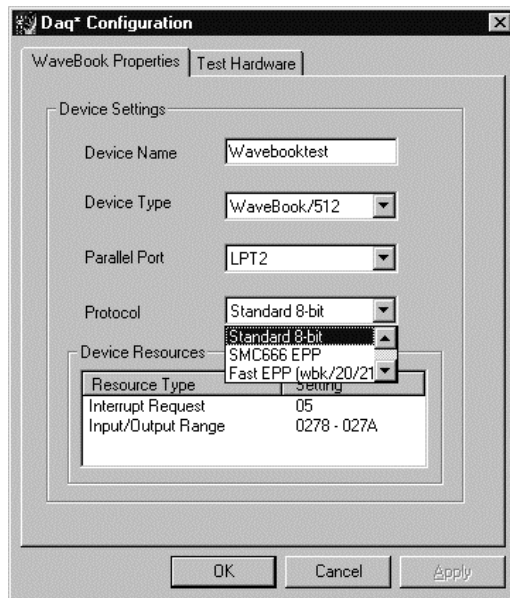 Daq* Configuration
WaveBook Properties Test Hardware
Device Settings
Device Name Wavebooktest
Device Type WaveBook/512
Parallel Port LPT2
Protocol Standard 8-bit
Standard 8-bit
SMC666 EPP
Fast EPP (wbk/20/21
Device Resources
Resource Type Setting
Interrupt Request 05
Input/Output Range 0278 - 027A
OK Cancel Apply